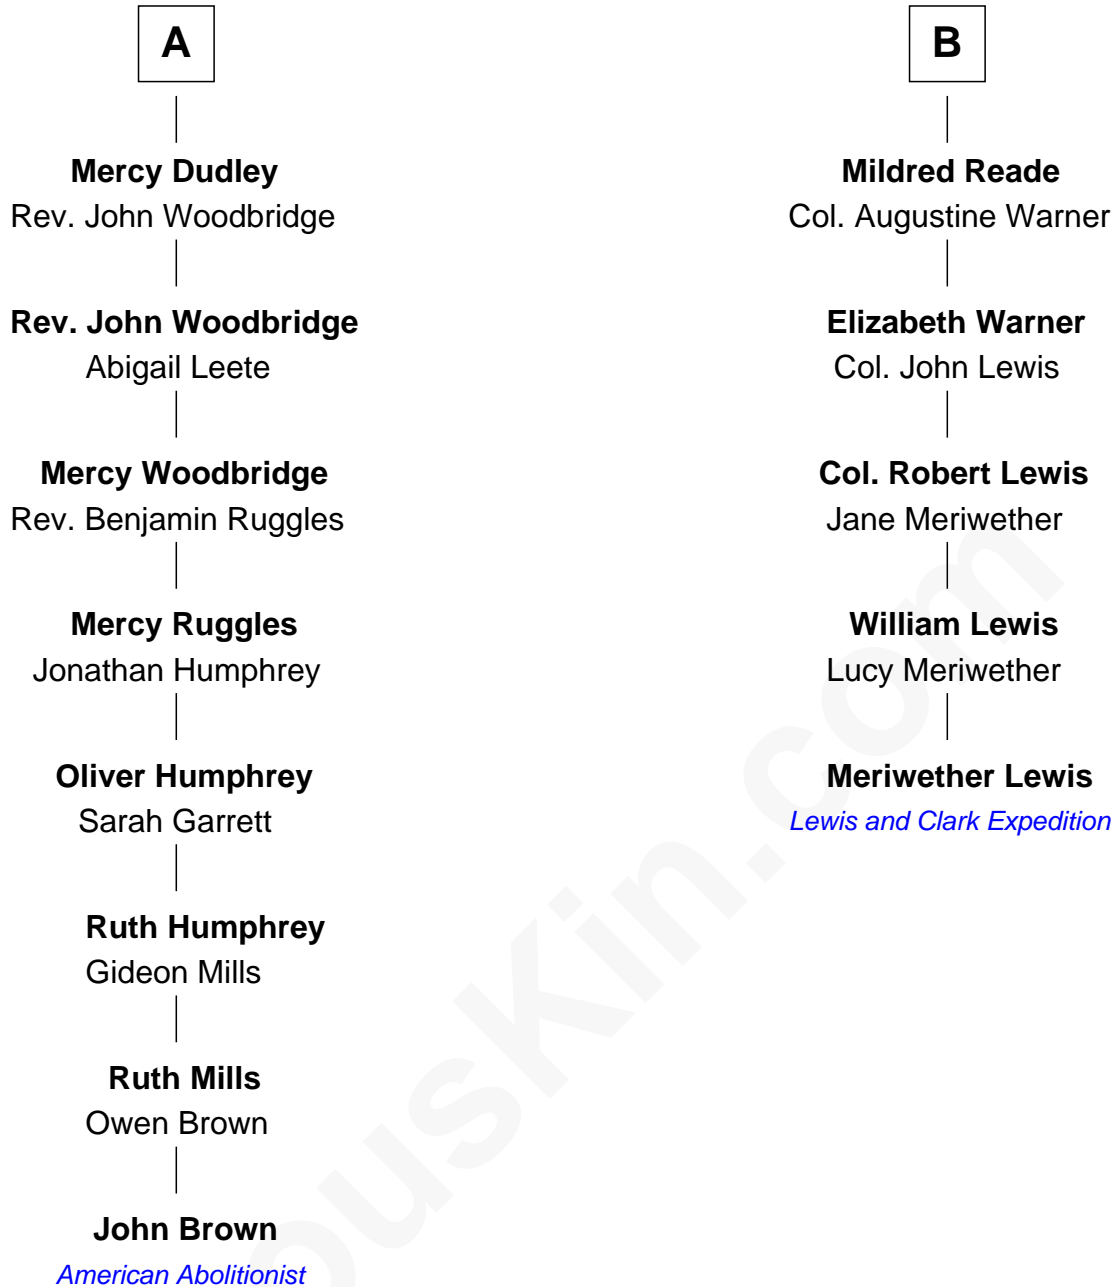 A
Mercy Dudley
Rev. John Woodbridge
Rev. John Woodbridge
Abigail Leete
Mercy Woodbridge
Rev. Benjamin Ruggles
Mercy Ruggles
Jonathan Humphrey
Oliver Humphrey
Sarah Garrett
Ruth Humphrey
Gideon Mills
Ruth Mills
Owen Brown
John Brown
American Abolitionist
B
Mildred Reade
Col. Augustine Warner
Elizabeth Warner
Col. John Lewis
Col. Robert Lewis
Jane Meriwether
William Lewis
Lucy Meriwether
Meriwether Lewis
Lewis and Clark Expedition
ousKin.com